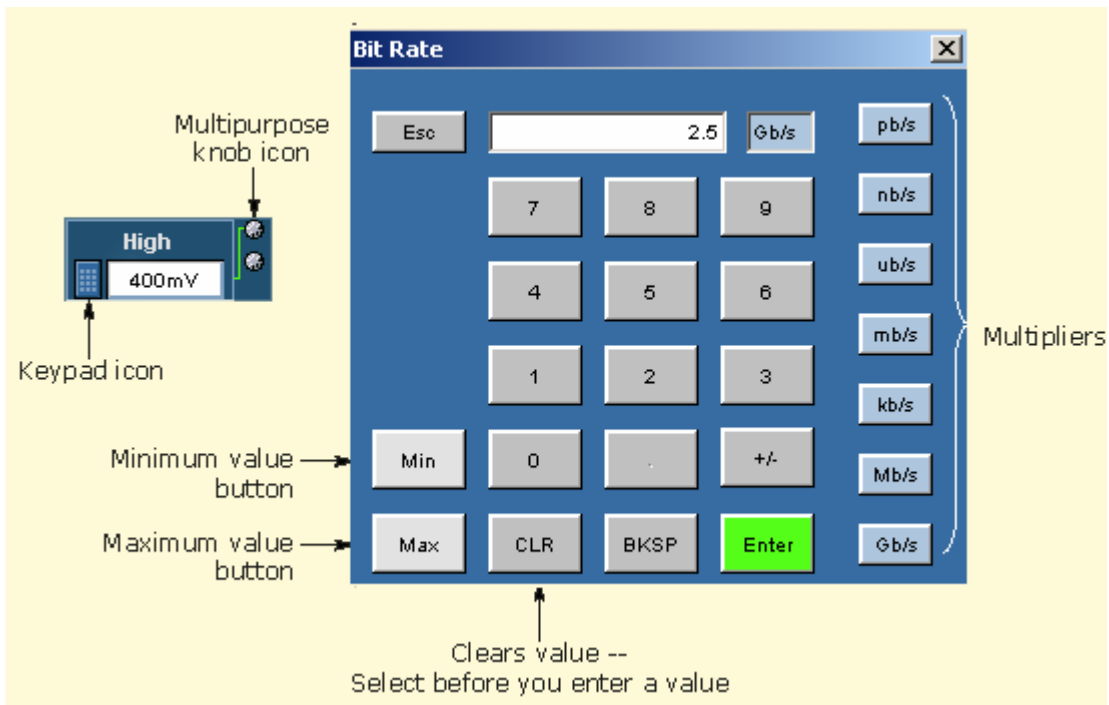 Bit Rate
Multipurpose
knob icon
Esc
2.5
Gb/s
pb/s
7
8
9
nb/s
High
400mV
4
5
6
ub/s
mb/s
Multipliers
Keypad icon
1
2
3
kb/s
Minimum value
button
Min
0
.
+/-
Mb/s
Maximum value
button
Max
CLR
BKSP
Enter
Gb/s
Clears value --
Select before you enter a value